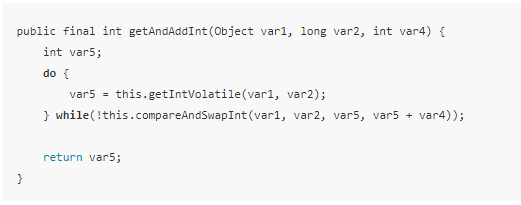 public final int getAndAddInt(Object var1, long var2, int var4) {
    int var5;
    do {
        var5 = this.getIntVolatile(var1, var2);
    } while(!this.compareAndSwapInt(var1, var2, var5, var5 + var4));

    return var5;
}